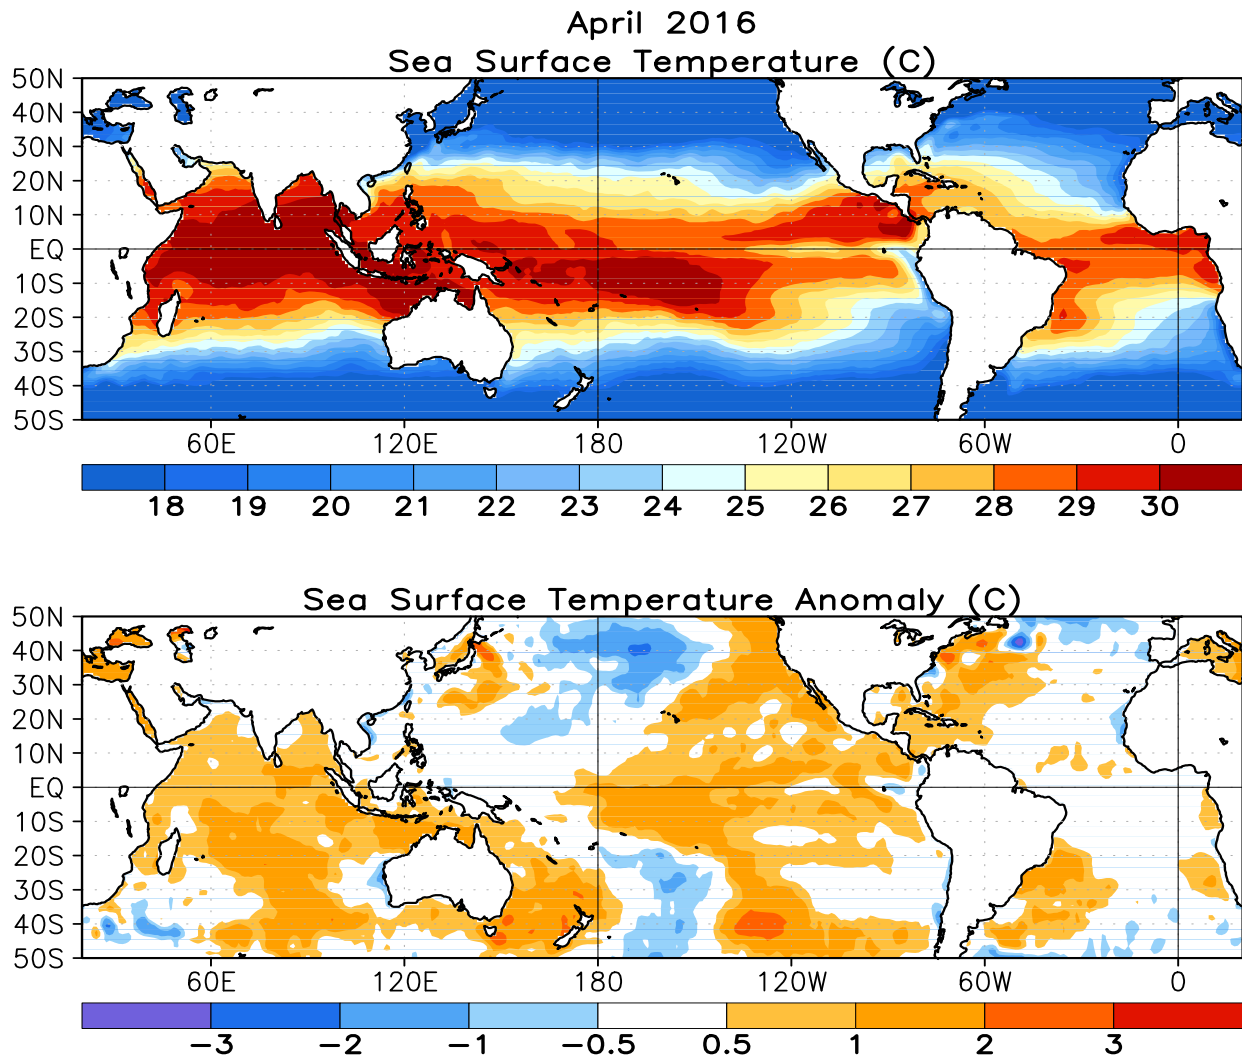 April 2016
Sea Surface Temperature (C)
50N
40N
30N
20N
10N
EQ
10S
20S
30S
40S
50S
60E 120E 180 120W 60W 0
18 19 20 21 22 23 24 25 26 27 28 29 30
Sea Surface Temperature Anomaly (C)
50N
40N
30N
20N
10N
EQ
10S
20S
30S
40S
50S
60E 120E 180 120W 60W 0
−3 −2 −1 −0.5 0.5 1 2 3